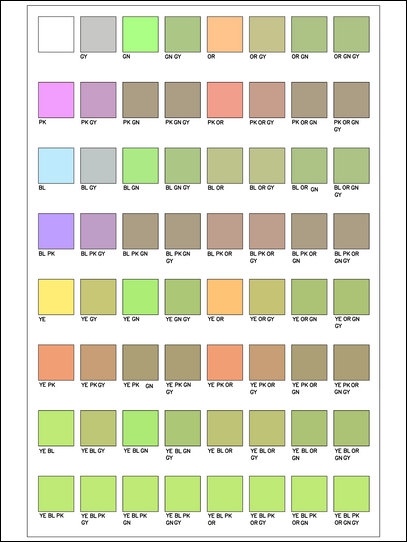 GY GN GN GY OR OR GY OR GN OR GN GY
PK PK GY PK GN PK GN GY PK OR PK OR GY PK OR GN PK OR GN
GY
BL BL GY BL GN BL GN GY BL OR BL OR GY BL OR GN BL OR GN
GY
BL PK BL PK GY BL PK GN BL PK GN BL PK OR BL PK OR BL PK OR BL PK OR
GY GY GN GN GY
YE YE GY YE GN YE GN GY YE OR YE OR GY YE OR GN YE OR GN
GY
YE PK YE PK GY YE PK GN YE PK GN YE PK OR YE PK OR YE PK OR YE PK OR
GY GY GN GN GY
YE BL YE BL GY YE BL GN YE BL GN YE BL OR YE BL OR YE BL OR YE BL OR
GY GY GN GN GY
YE BL PK YE BL PK YE BL PK YE BL PK YE BL PK YE BL PK YE BL PK YE BL PK
GY GN GN GY OR OR GY OR GN OR GN GY